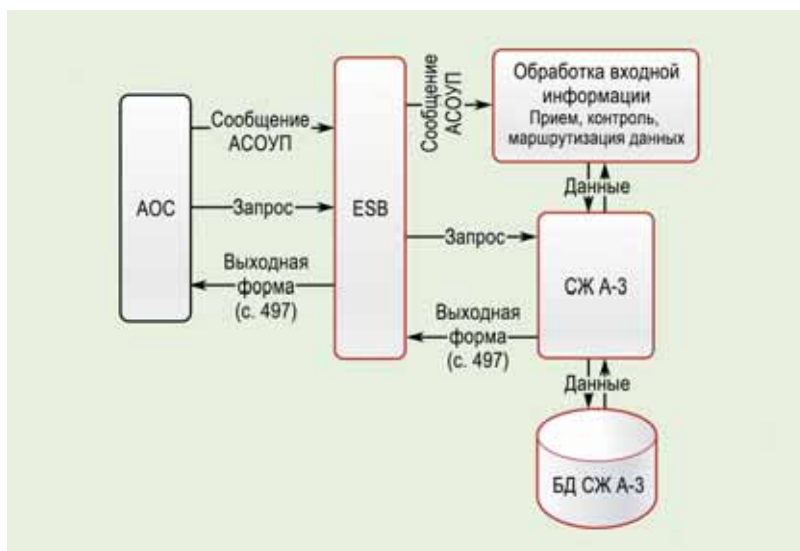 АОС
Сообщение
АСОУП
Запрос
Выходная
форма
(с. 497)
ESB
Сообщение
АСОУП
Обработка входной
информации
Прием, контроль,
маршрутизация данных
Данные
Запрос
СЖ А-3
Выходная
форма
(с. 497)
Данные
БД СЖ А-3